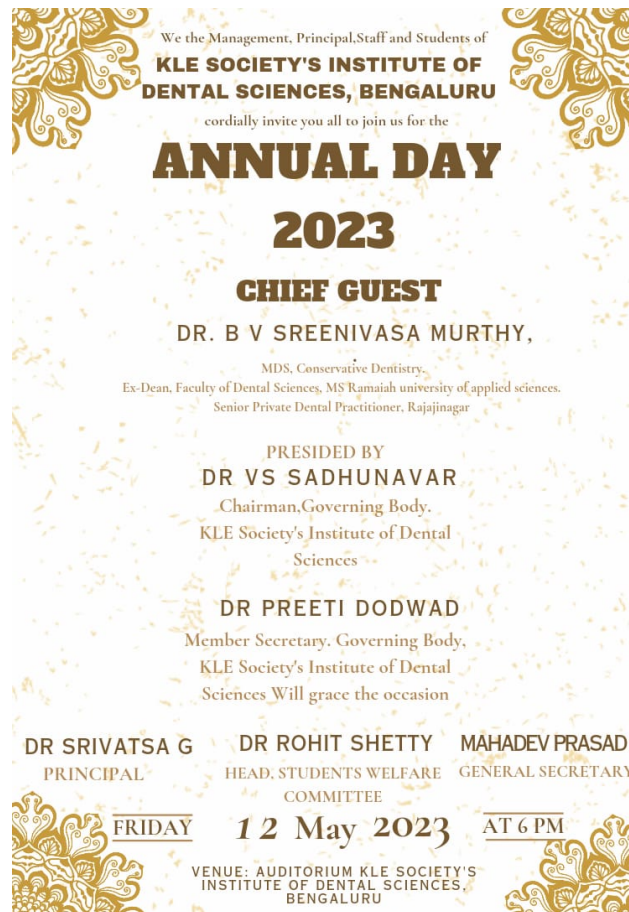 We the Management, Principal,Staff and Students of
KLE SOCIETY'S INSTITUTE OF
DENTAL SCIENCES, BENGALURU
cordially invite you all to join us for the
ANNUAL DAY
2023
CHIEF GUEST
DR. B V SREENIVASA MURTHY,
.
MDS, Conservative Dentistry.
Ex-Dean, Faculty of Dental Sciences, MS Ramaiah university of applied sciences.
Senior Private Dental Practitioner, Rajajinagar
PRESIDED BY
DR VS SADHUNAVAR
Chairman,Governing Body.
KLE Society's Institute of Dental
Sciences
DR PREETI DODWAD
Member Secretary. Governing Body,
KLE Society's Institute of Dental
Sciences Will grace the occasion
DR SRIVATSA G DR ROHIT SHETTY MAHADEV PRASAD
PRINCIPAL HEAD, STUDENTS WELFARE GENERAL SECRETARY
COMMITTEE
FRIDAY 12 May 2023 AT 6 PM
VENUE: AUDITORIUM KLE SOCIETY'S
INSTITUTE OF DENTAL SCIENCES,
BENGALURU